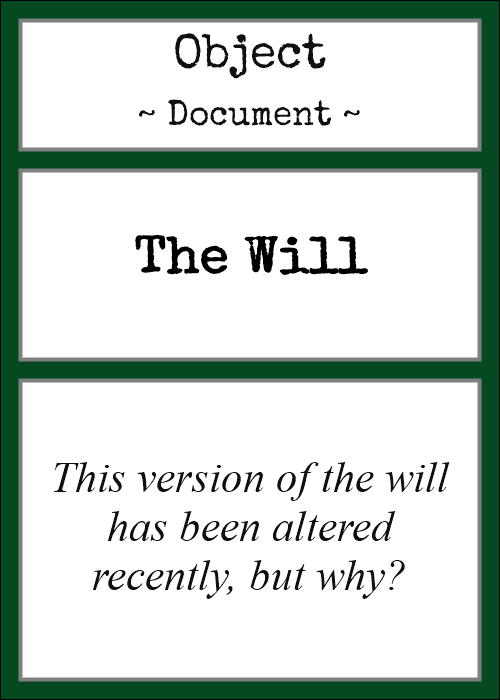 Object
~ Document ~
The Will
This version of the will
has been altered
recently, but why?